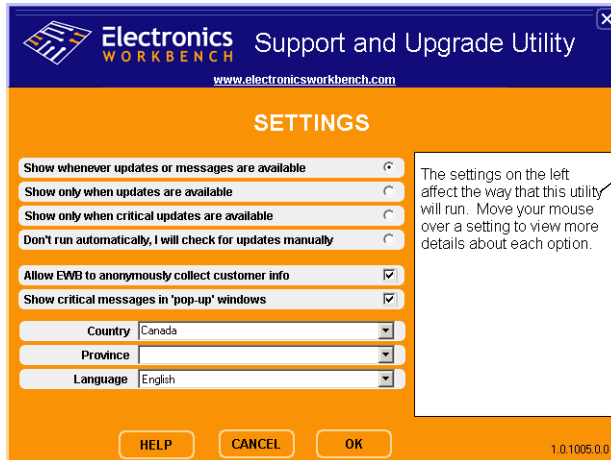 Electronics
WORKBENCH
Support and Upgrade Utility
www.electronicsworkbench.com
SETTINGS
Show whenever updates or messages are available
Show only when updates are available
Show only when critical updates are available
Don't run automatically, I will check for updates manually
Allow EWB to anonymously collect customer info
Show critical messages in 'pop-up' windows
Country Canada
Province
Language English
The settings on the left
affect the way that this utility
will run. Move your mouse
over a setting to view more
details about each option.
HELP CANCEL OK
1.0.1005.0.0